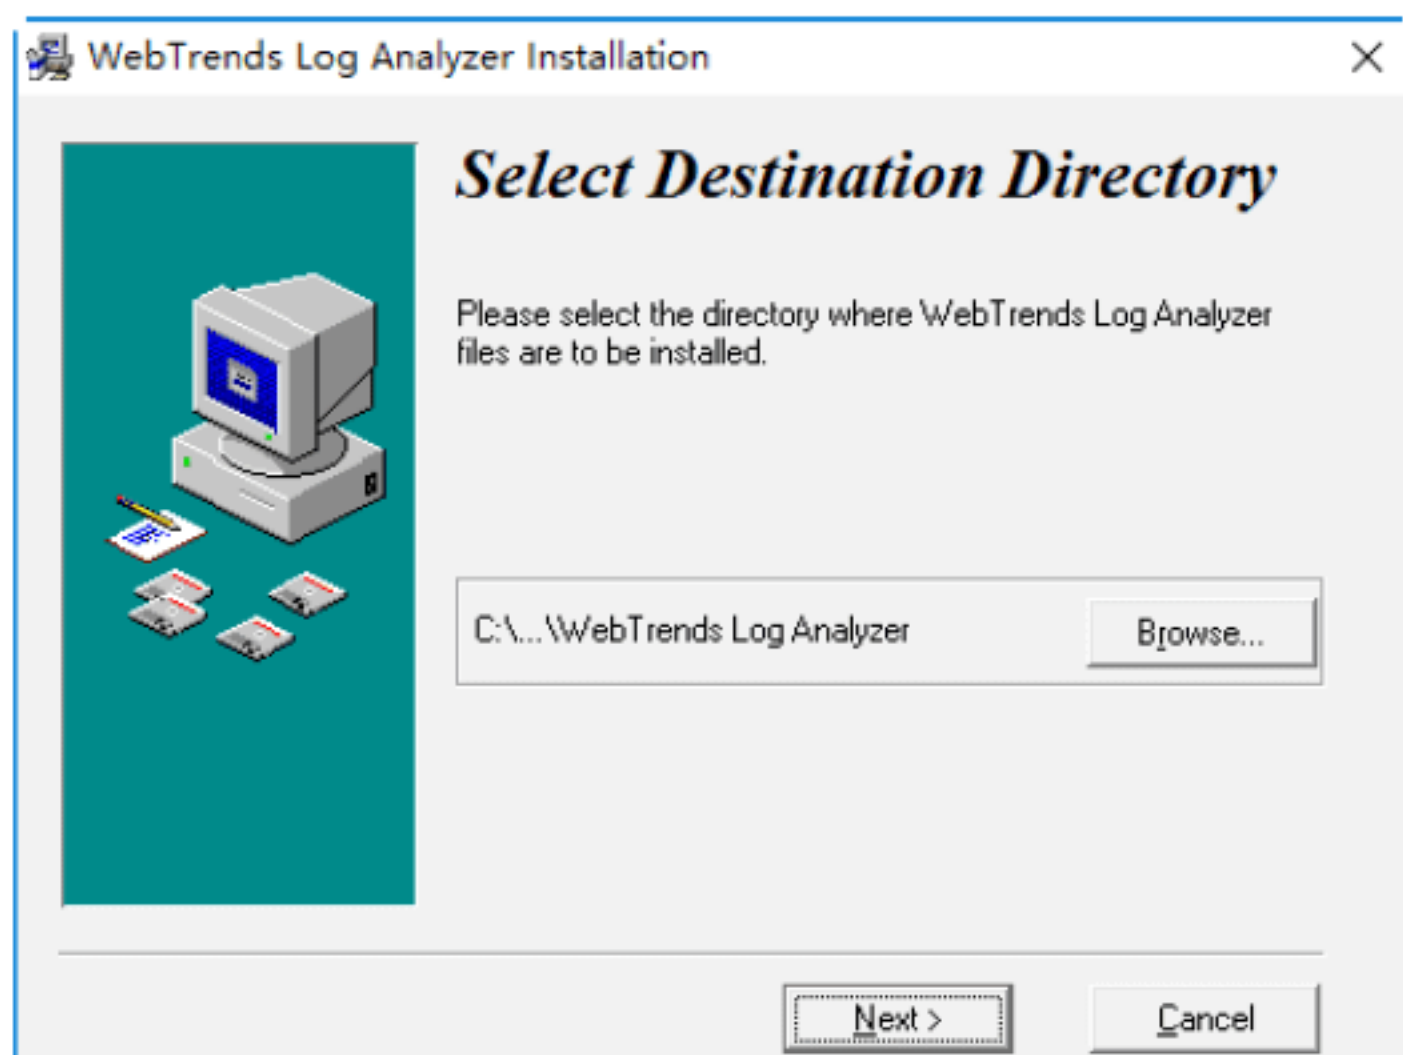 WebTrends Log Analyzer Installation
Select Destination Directory
Please select the directory where WebTrends Log Analyzer
files are to be installed.
C:\...\WebTrends Log Analyzer
Browse...
Next >
Cancel